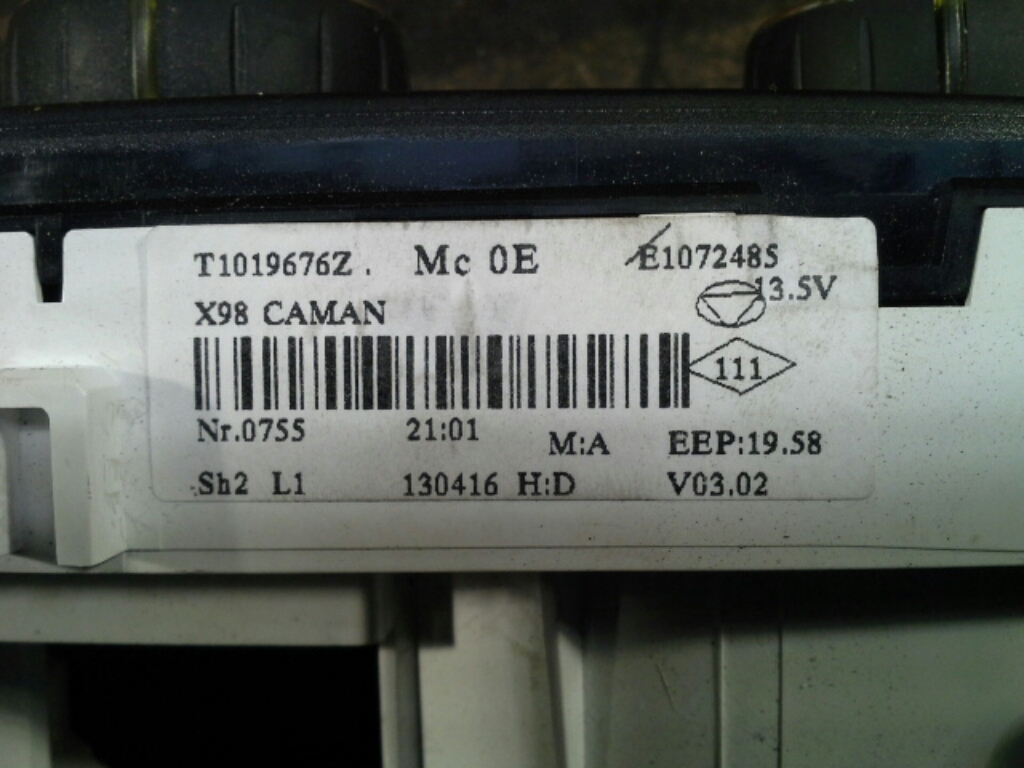 T1019676Z. Mc 0E E1072485
13.5V
X98 CAMAN
111
Nr.0755 21:01 M:A EEP:19.58
Sh2 L1 130416 H:D V03.02